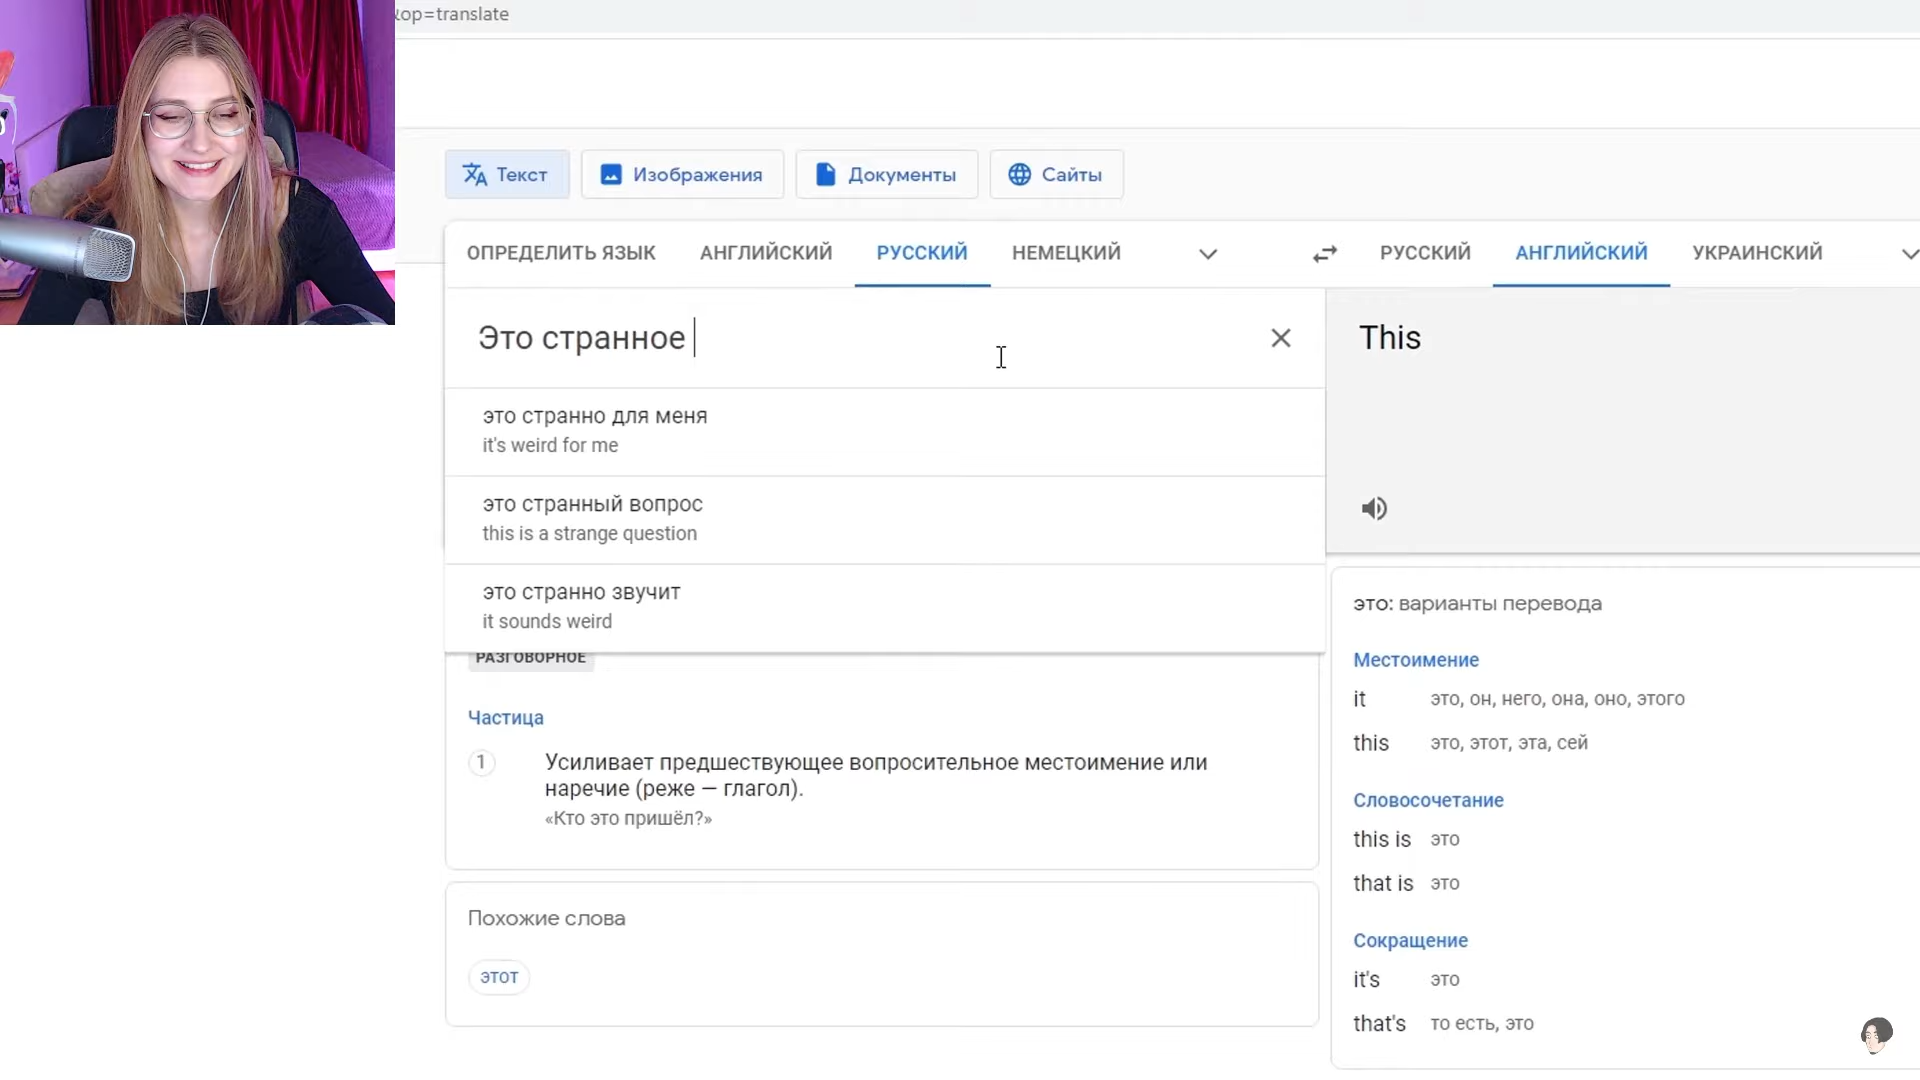 &op=translate
Текст Изображения Документы Сайты
ОПРЕДЕЛИТЬ ЯЗЫК АНГЛИЙСКИЙ РУССКИЙ НЕМЕЦКИЙ РУССКИЙ АНГЛИЙСКИЙ УКРАИНСКИЙ
Это странное
This
это странно для меня
it's weird for me
это странный вопрос
this is a strange question
это странно звучит
it sounds weird
РАЗГОВОРНОЕ
Частица
1 Усиливает предшествующее вопросительное местоимение или
наречие (реже — глагол).
«Кто это пришёл?»
Похожие слова
этот
это: варианты перевода
Местоимение
it это, он, него, она, оно, этого
this это, этот, эта, сей
Словосочетание
this is это
that is это
Сокращение
it's это
that's то есть, это